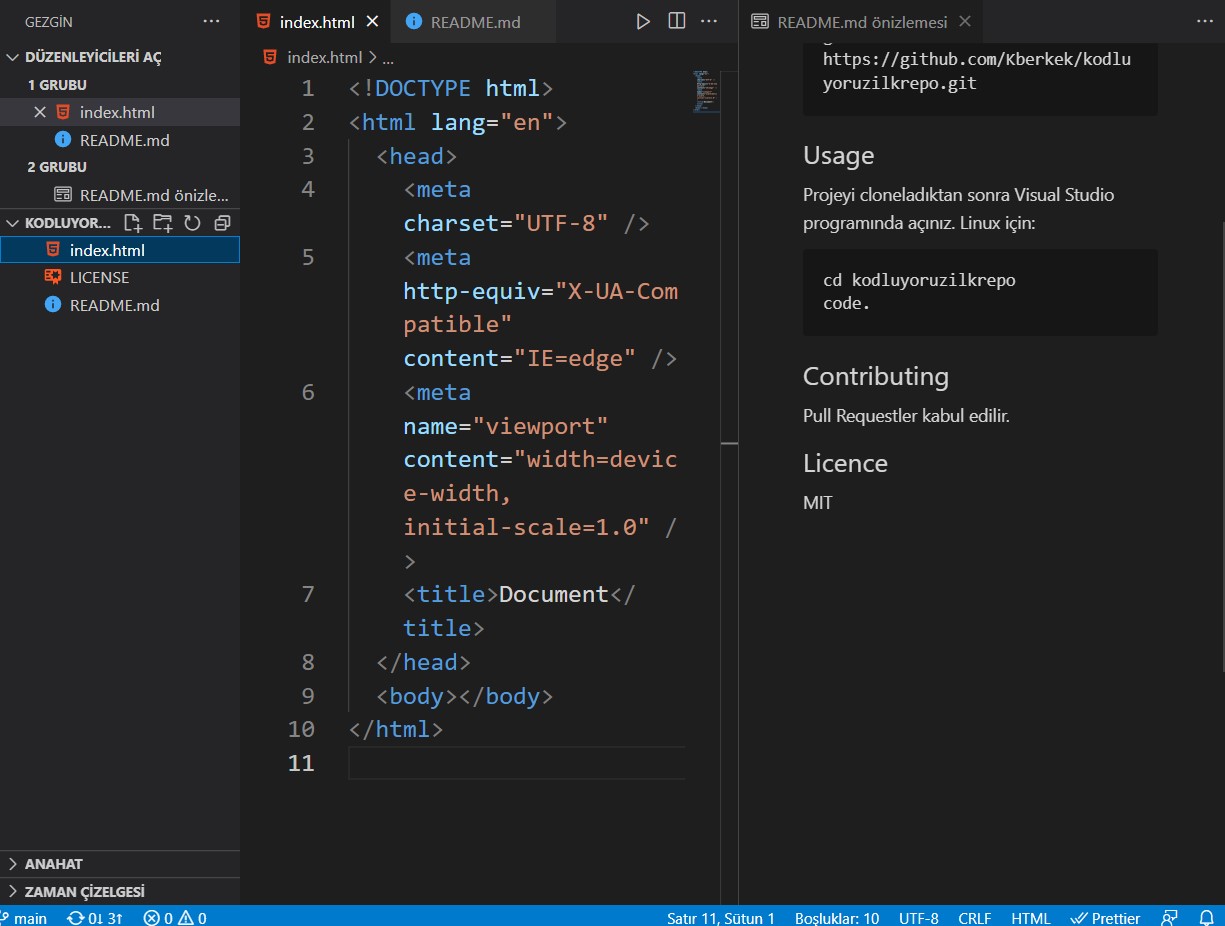 GEZGİN
DÜZENLEYİCİLERİ AÇ
1 GRUBU
index.html
README.md
2 GRUBU
README.md önizle...
KODLUYOR...
index.html
LICENSE
README.md
ANAHAT
ZAMAN ÇİZELGESİ
index.html
README.md
index.html > ...
1 <!DOCTYPE html>
2 <html lang="en">
3 <head>
4 <meta
charset="UTF-8" />
5 <meta
http-equiv="X-UA-Com
patible"
content="IE=edge" />
6 <meta
name="viewport"
content="width=devic
e-width,
initial-scale=1.0" /
>
7 <title>Document</
title>
8 </head>
9 <body></body>
10 </html>
11
README.md önizlemesi
https://github.com/Kberkek/kodlu
yoruzilkrepo.git
Usage
Projeyi cloneladıktan sonra Visual Studio
programında açınız. Linux için:
cd kodluyoruzilkrepo
code.
Contributing
Pull Requestler kabul edilir.
Licence
MIT
main 0↓ 3↑ 0 0 Satır 11, Sütun 1 Boşluklar: 10 UTF-8 CRLF HTML Prettier